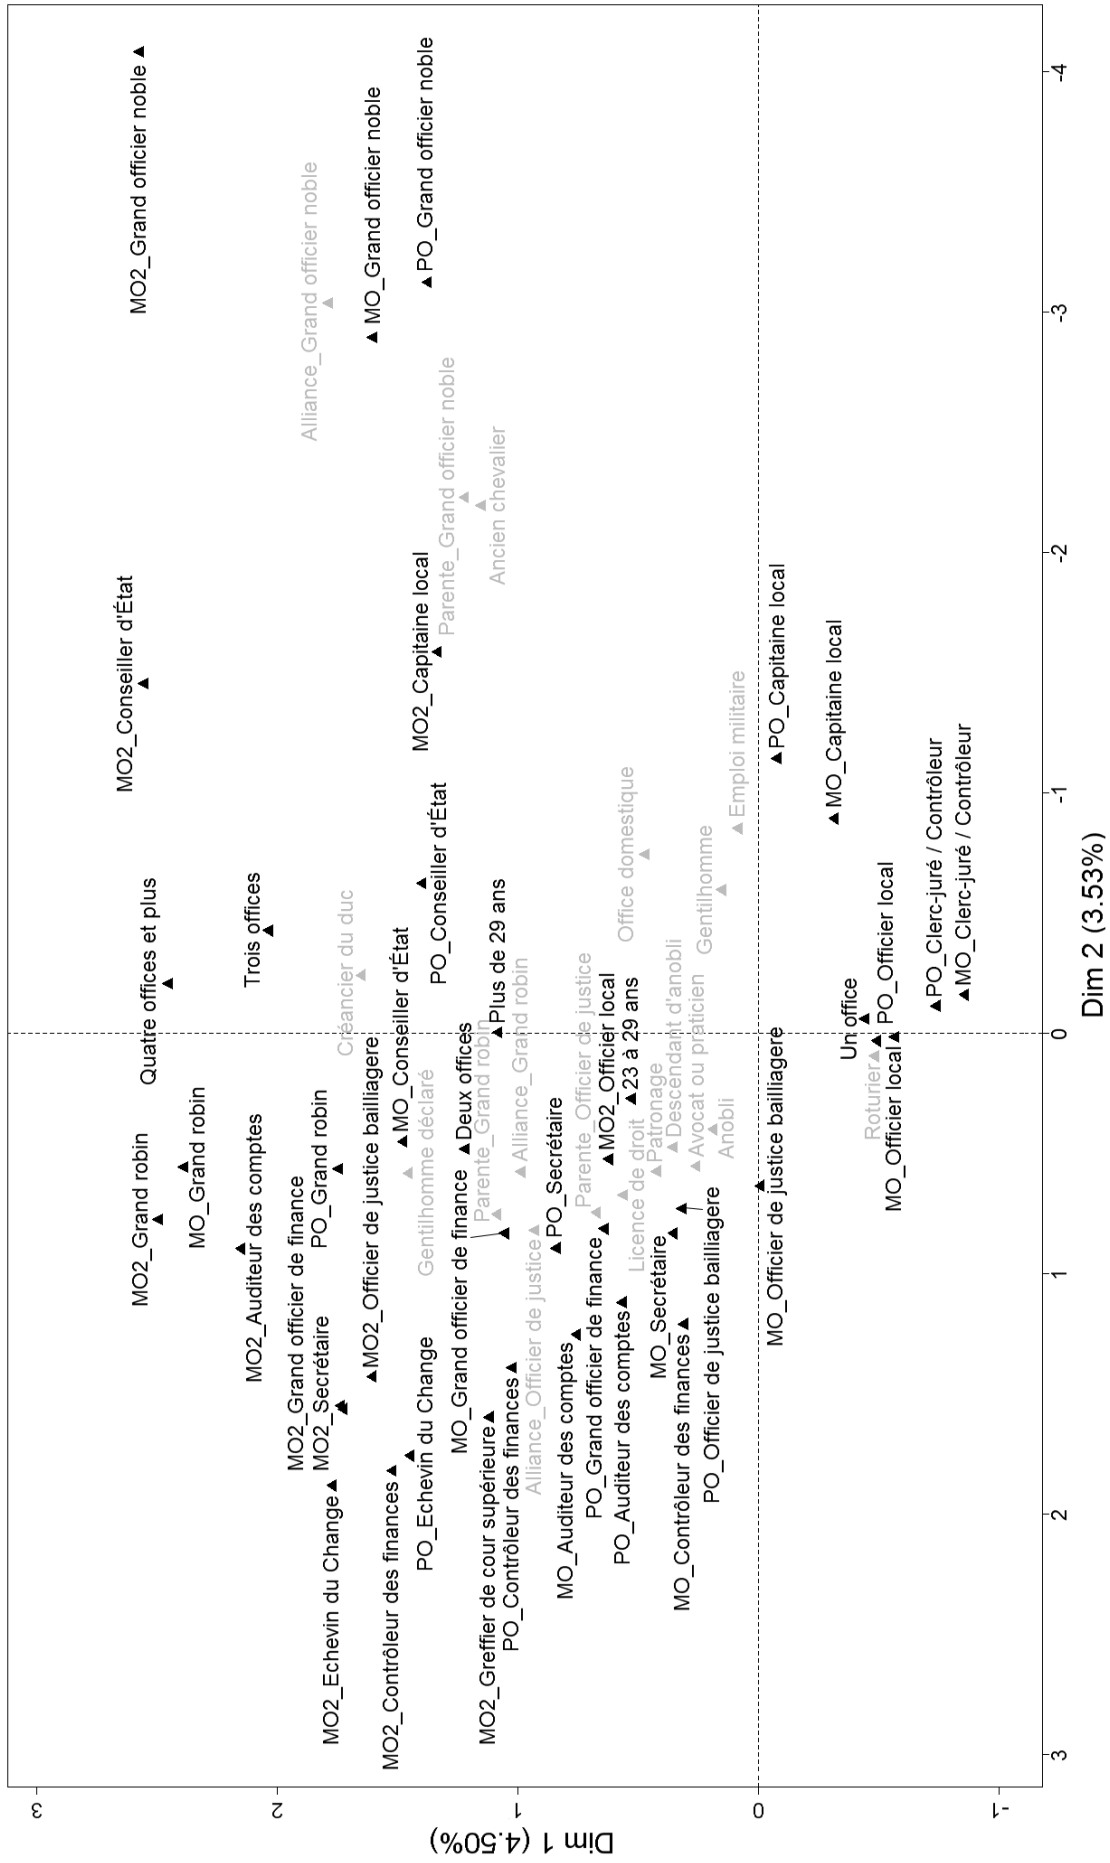 MO2_Grand officier noble
Alliance_Grand officier noble
MO_Grand officier noble
PO_Grand officier noble
Parente_Grand officier noble
Ancien chevalier
MO2_Conseiller d'État
MO2_Capitaine local
PO_Capitaine local
MO_Capitaine local
Emploi militaire
Office domestique
Gentilhomme
PO_Conseiller d'État
Quatre offices et plus
Trois offices
Créancier du duc
MO_Conseiller d'État
Plus de 29 ans
Deux offices
Parente_Grand robin
Alliance_Grand robin
Parente_Officier de justice
MO2_Officier local
23 à 29 ans
Patronage
Descendant d'anobli
Avocat ou praticien
Anobli
Un office
PO_Officier local
PO_Clerc-juré / Contrôleur
MO_Clerc-juré / Contrôleur
Roturier
MO_Officier local
MO2_Grand robin
MO_Grand robin
MO2_Auditeur des comptes
PO_Grand robin
MO2_Grand officier de finance
MO2_Secrétaire
MO2_Officier de justice bailliagere
Gentilhomme déclaré
MO_Grand officier de finance
PO_Secrétaire
Licence de droit
Alliance_Officier de justice
MO_Secrétaire
PO_Officier de justice bailliagere
MO_Officier de justice bailliagere
MO2_Echevin du Change
MO2_Contrôleur des finances
PO_Echevin du Change
MO2_Greffier de cour supérieure
PO_Contrôleur des finances
MO_Auditeur des comptes
PO_Grand officier de finance
PO_Auditeur des comptes
MO_Contrôleur des finances
3
2
1
0
-1
Dim 1 (4.50%)
3
2
1
0
-1
-2
-3
-4
Dim 2 (3.53%)